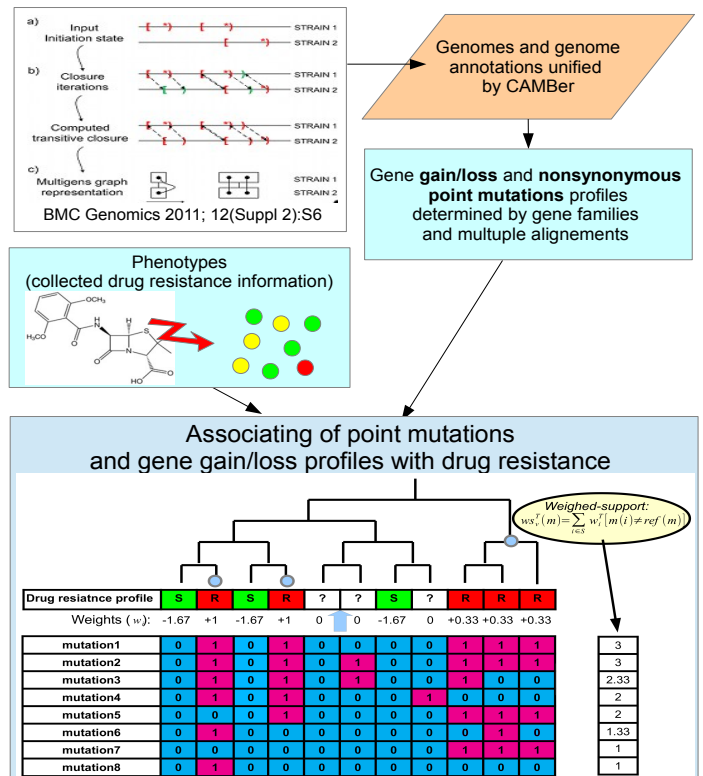 a)
Input
Initiation state
STRAIN 1
STRAIN 2
b)
Closure
iterations
STRAIN 1
STRAIN 2
Computed
transitive closure
STRAIN 1
STRAIN 2
c)
Multigens graph
representation
STRAIN 1
STRAIN 2
BMC Genomics 2011; 12(Suppl 2):S6
Genomes and genome
annotations unified
by CAMBer
Gene gain/loss and nonsynonymous
point mutations profiles
determined by gene families
and multuple alignements
Phenotypes
(collected drug resistance information)
OCH₃
H₃CO
O
H
N
H
S
O
N
O
HO
Associating of point mutations
and gene gain/loss profiles with drug resistance
Weighed-support:
wsᵥᵀ(m)=∑ᵢ∈S wᵢᵀ[m(i)≠ref(m)]
Drug resiatnce profile S R S R ? ? S ? R R R
Weights (w): -1.67 +1 -1.67 +1 0 0 -1.67 0 +0.33 +0.33 +0.33
mutation1 0 1 0 1 0 0 0 0 1 1 1 3
mutation2 0 1 0 1 0 1 0 0 1 1 1 3
mutation3 0 1 0 1 0 1 0 0 1 0 0 2.33
mutation4 0 1 0 1 0 0 0 1 0 0 0 2
mutation5 0 0 0 1 0 0 0 0 1 1 1 2
mutation6 0 1 0 0 0 0 0 0 0 1 0 1.33
mutation7 0 0 0 0 0 0 0 0 1 1 1 1
mutation8 0 1 0 0 0 0 0 0 0 0 0 1